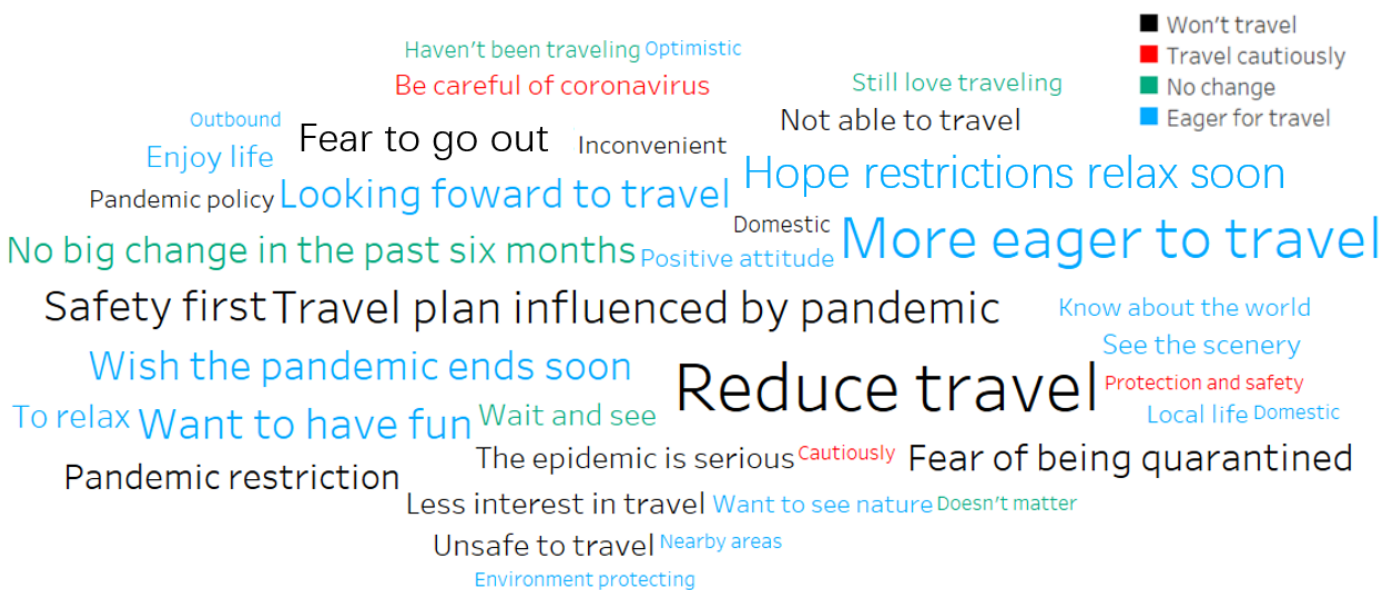 Won't travel
Travel cautiously
No change
Eager for travel
Haven't been traveling Optimistic
Be careful of coronavirus
Still love traveling
Outbound
Fear to go out
Inconvenient
Not able to travel
Enjoy life
Hope restrictions relax soon
Pandemic policy Looking foward to travel
Domestic
More eager to travel
No big change in the past six months Positive attitude
Safety first Travel plan influenced by pandemic
Know about the world
See the scenery
Wish the pandemic ends soon
Reduce travel Protection and safety
To relax Want to have fun Wait and see
Local life Domestic
Pandemic restriction
The epidemic is serious Cautiously Fear of being quarantined
Less interest in travel Want to see nature Doesn't matter
Unsafe to travel Nearby areas
Environment protecting